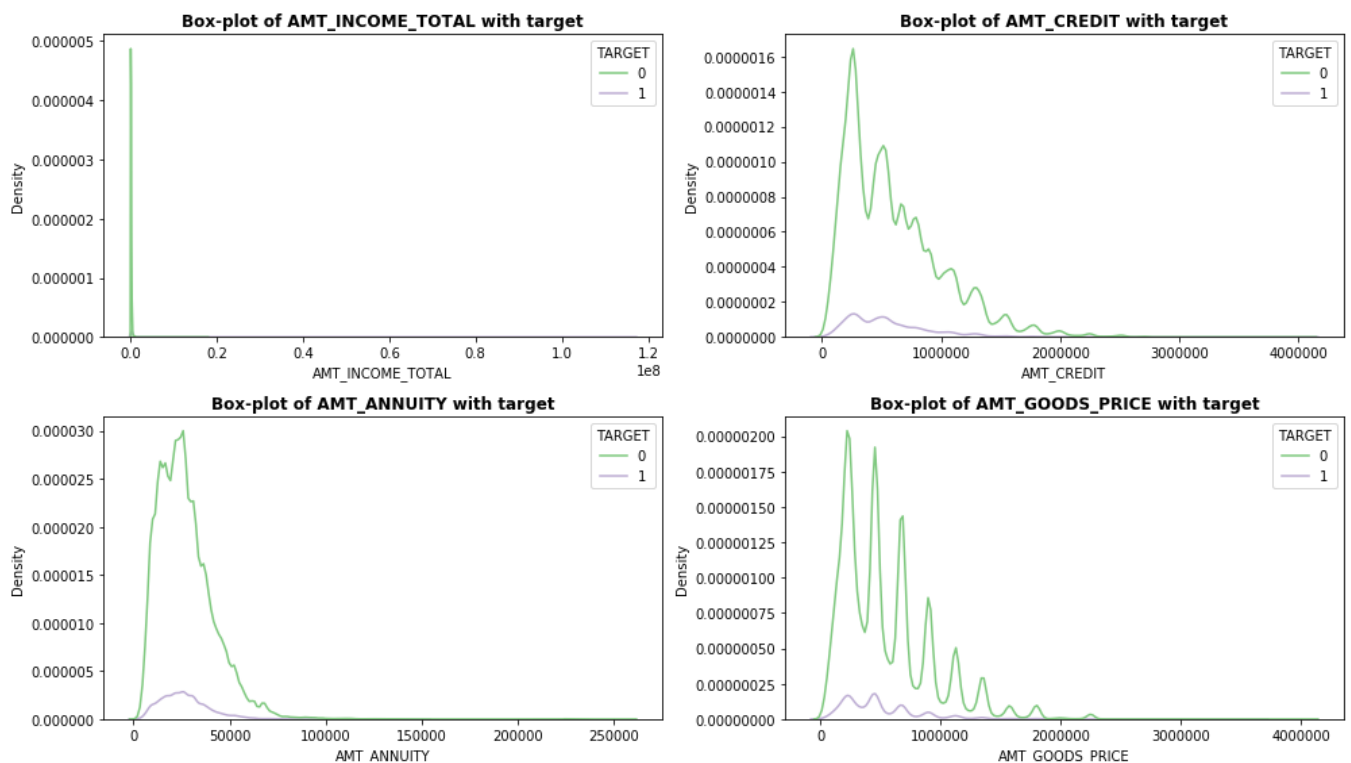 Box-plot of AMT_INCOME_TOTAL with target
0.000005
0.000004
0.000003
0.000002
0.000001
0.000000
Density
TARGET
0
1
0.0 0.2 0.4 0.6 0.8 1.0 1.2
1e8
AMT_INCOME_TOTAL
Box-plot of AMT_CREDIT with target
0.0000016
0.0000014
0.0000012
0.0000010
0.0000008
0.0000006
0.0000004
0.0000002
0.0000000
Density
TARGET
0
1
0 1000000 2000000 3000000 4000000
AMT_CREDIT
Box-plot of AMT_ANNUITY with target
0.000030
0.000025
0.000020
0.000015
0.000010
0.000005
0.000000
Density
TARGET
0
1
0 50000 100000 150000 200000 250000
AMT_ANNUITY
Box-plot of AMT_GOODS_PRICE with target
0.00000200
0.00000175
0.00000150
0.00000125
0.00000100
0.00000075
0.00000050
0.00000025
0.00000000
Density
TARGET
0
1
0 1000000 2000000 3000000 4000000
AMT_GOODS_PRICE